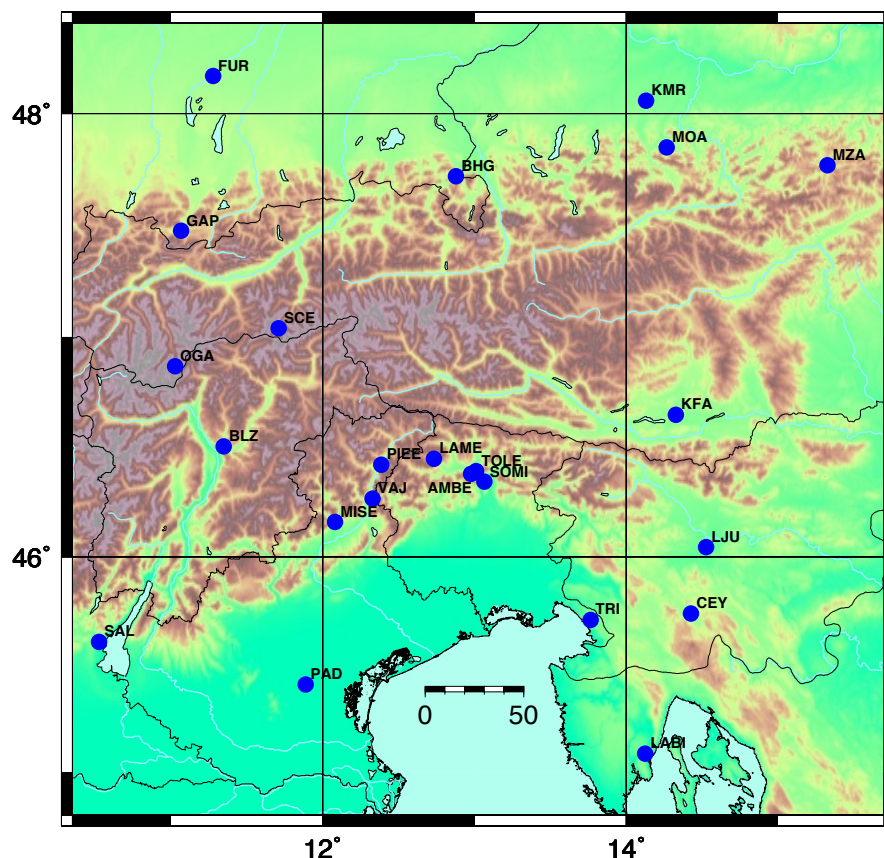 FUR
KMR
48°
MOA
MZA
BHG
GAP
SCE
OGA
KFA
BLZ
PIEE LAME TOLE
SOMI
VAJ AMBE
MISE
LJU
46°
CEY
TRI
SAL
PAD
0 50
LABI
12° 14°